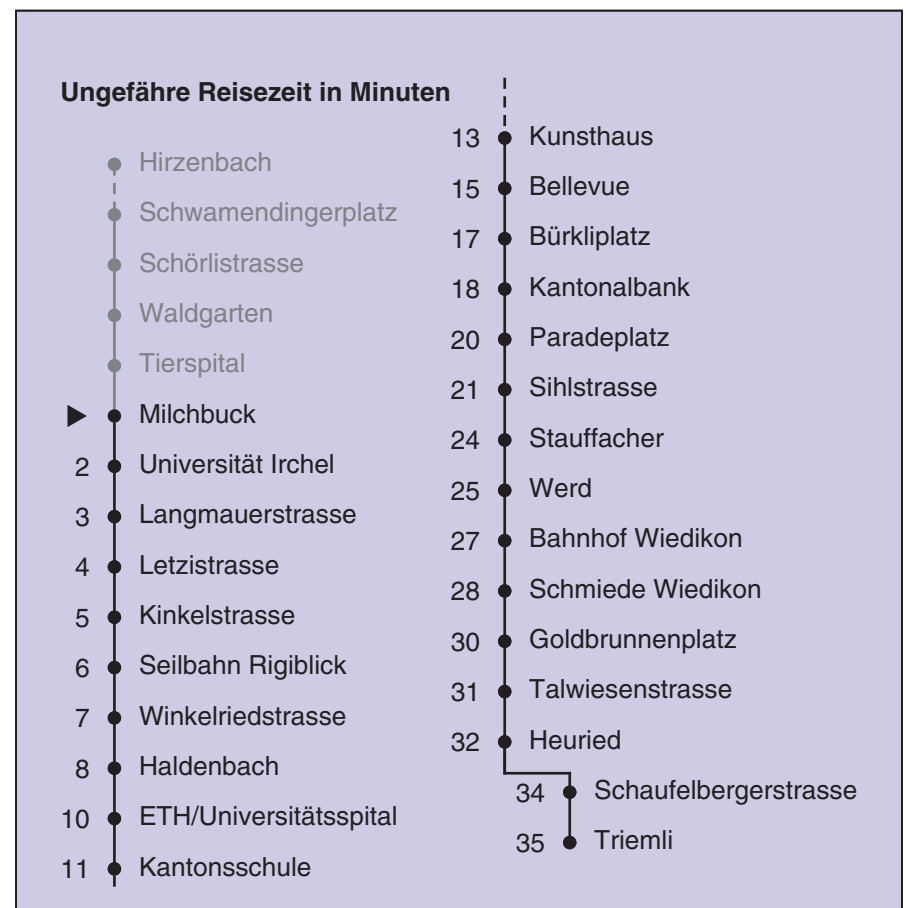 Ungefähre Reisezeit in Minuten
Hirzenbach
Schwamendingerplatz
Schörlistrasse
Waldgarten
Tierspital
Milchbuck
2 Universität Irchel
3 Langmauerstrasse
4 Letzistrasse
5 Kinkelstrasse
6 Seilbahn Rigiblick
7 Winkelriedstrasse
8 Haldenbach
10 ETH/Universitätsspital
11 Kantonsschule
13 Kunsthaus
15 Bellevue
17 Bürkliplatz
18 Kantonalbank
20 Paradeplatz
21 Sihlstrasse
24 Stauffacher
25 Werd
27 Bahnhof Wiedikon
28 Schmiede Wiedikon
30 Goldbrunnenplatz
31 Talwiesenstrasse
32 Heuried
34 Schaufelbergerstrasse
35 Triemli